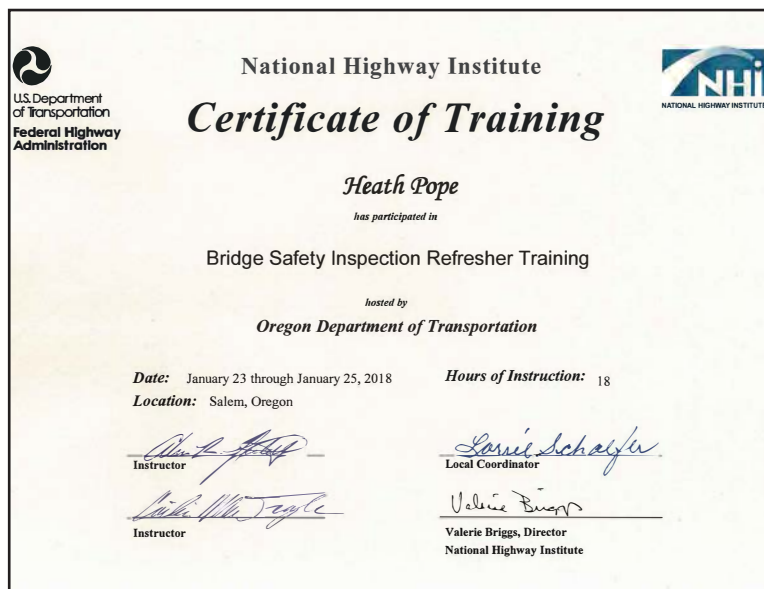 U.S. Department
of Transportation
Federal Highway
Administration
National Highway Institute
NHI
NATIONAL HIGHWAY INSTITUTE
Certificate of Training
Heath Pope
has participated in
Bridge Safety Inspection Refresher Training
hosted by
Oregon Department of Transportation
Date: January 23 through January 25, 2018
Hours of Instruction: 18
Location: Salem, Oregon
Instructor
Lorrie Schaefer
Local Coordinator
Instructor
Valerie Briggs
Valerie Briggs, Director
National Highway Institute